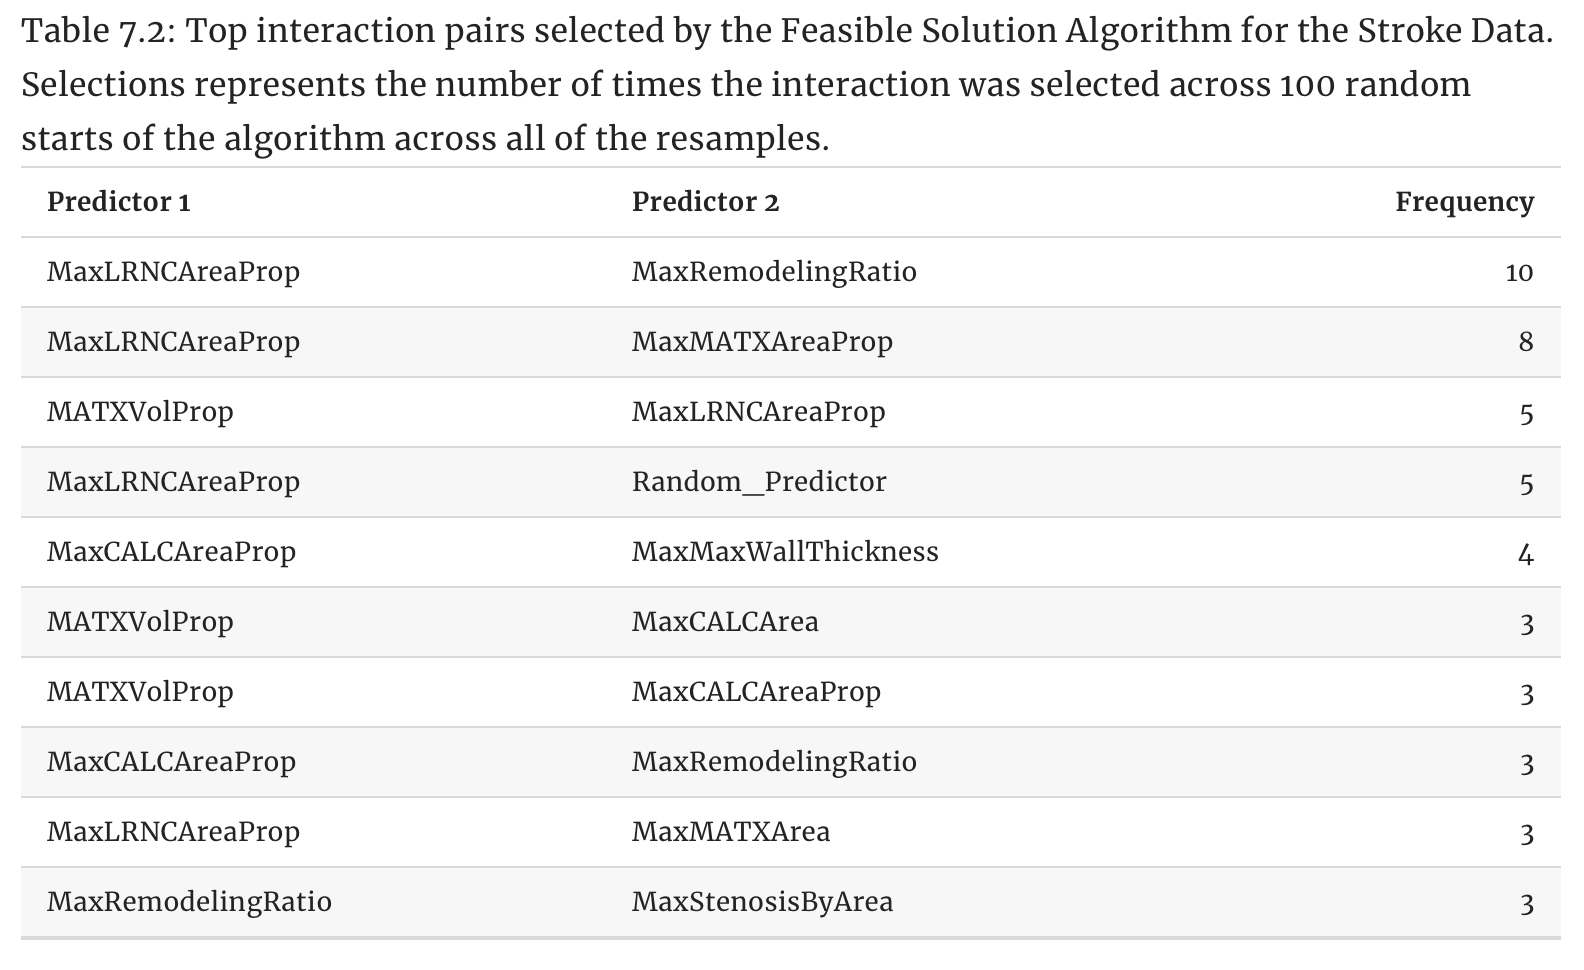 Table 7.2: Top interaction pairs selected by the Feasible Solution Algorithm for the Stroke Data.
Selections represents the number of times the interaction was selected across 100 random
starts of the algorithm across all of the resamples.
Predictor 1 Predictor 2 Frequency
MaxLRNCAreaProp MaxRemodelingRatio 10
MaxLRNCAreaProp MaxMATXAreaProp 8
MATXVolProp MaxLRNCAreaProp 5
MaxLRNCAreaProp Random_Predictor 5
MaxCALCAreaProp MaxMaxWallThickness 4
MATXVolProp MaxCALCArea 3
MATXVolProp MaxCALCAreaProp 3
MaxCALCAreaProp MaxRemodelingRatio 3
MaxLRNCAreaProp MaxMATXArea 3
MaxRemodelingRatio MaxStenosisByArea 3